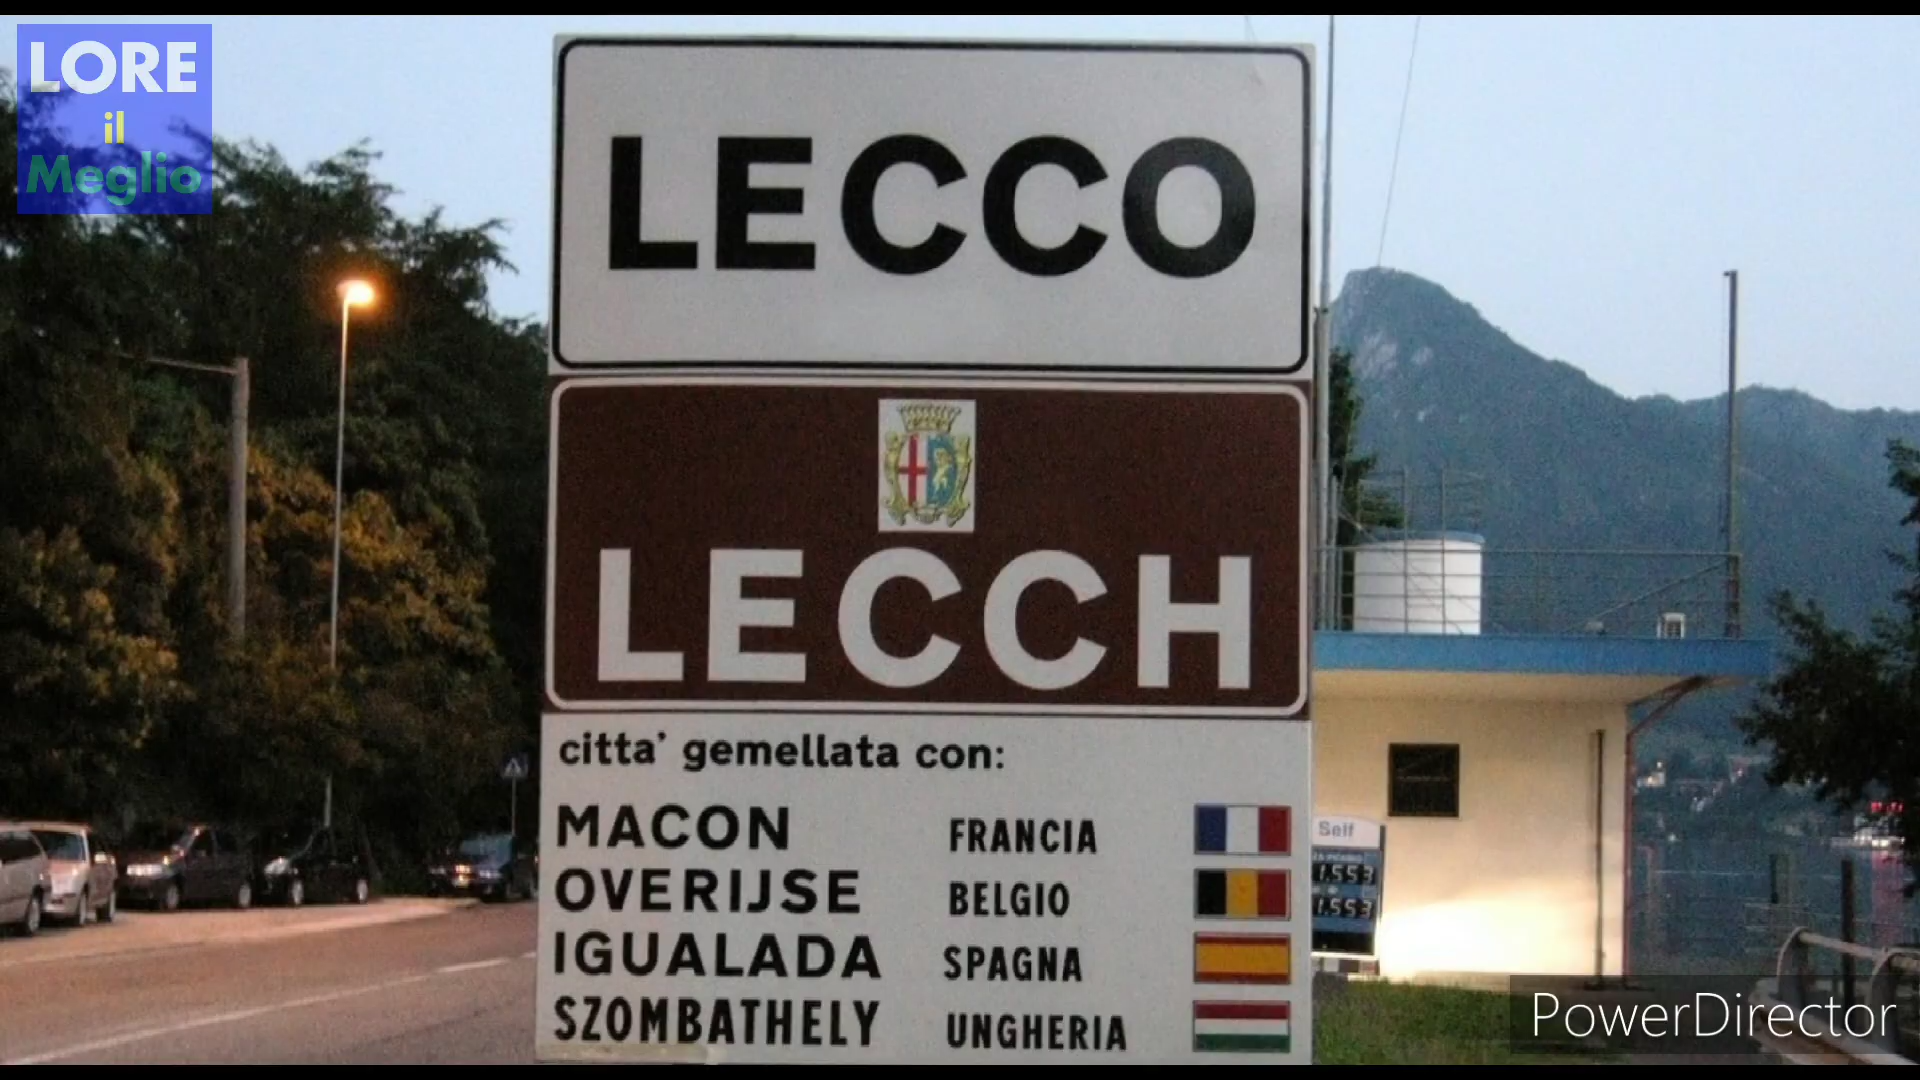 LORE
il
Meglio
LECCO
LECCH
citta' gemellata con:
MACON FRANCIA
OVERIJSE BELGIO
IGUALADA SPAGNA
SZOMBATHELY UNGHERIA
Self
1.553
1.553
PowerDirector